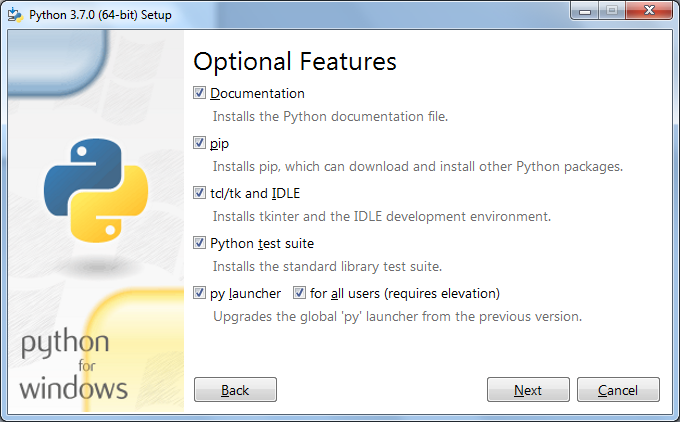 Python 3.7.0 (64-bit) Setup
Optional Features
Documentation
Installs the Python documentation file.
pip
Installs pip, which can download and install other Python packages.
tcl/tk and IDLE
Installs tkinter and the IDLE development environment.
Python test suite
Installs the standard library test suite.
py launcher for all users (requires elevation)
Upgrades the global 'py' launcher from the previous version.
python
for
windows
Back Next Cancel